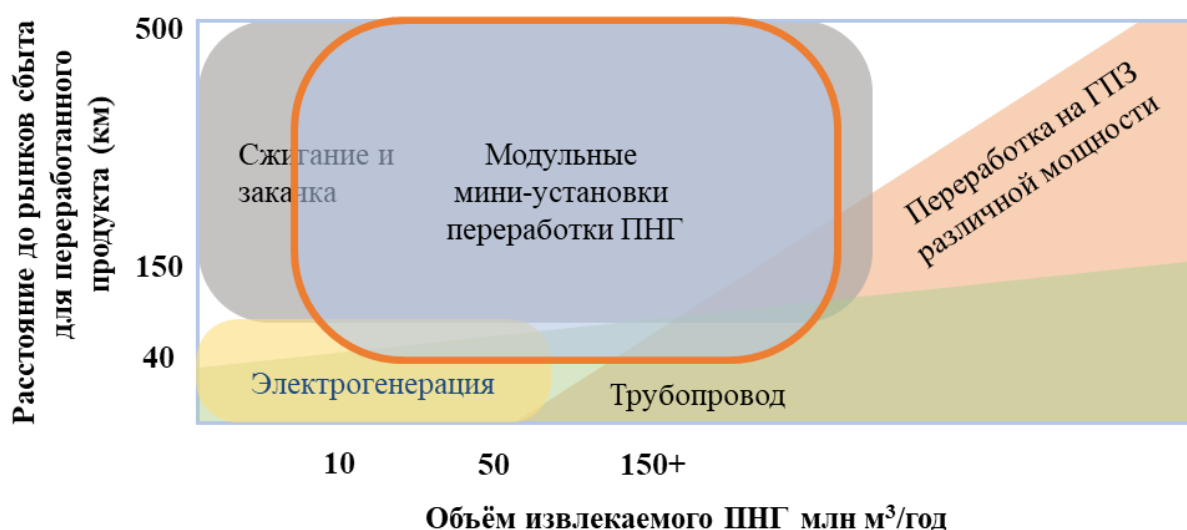 Расстояние до рынков сбыта
для переработанного
продукта (км)
500
150
40
Сжигание и
закачка
Модульные
мини-установки
переработки ПНГ
Переработка на ГПЗ
различной мощности
Электрогенерация
Трубопровод
10
50
150+
Объём извлекаемого ПНГ млн м³/год